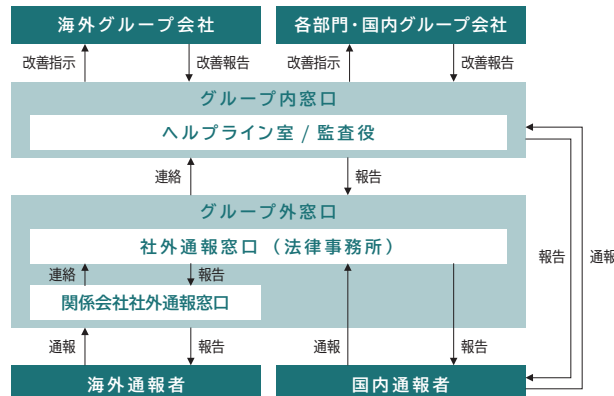 海外グループ会社
各部門・国内グループ会社
改善指示
改善報告
改善指示
改善報告
グループ内窓口
ヘルプライン室 / 監査役
連絡
報告
グループ外窓口
社外通報窓口（法律事務所）
連絡
報告
関係会社社外通報窓口
通報
報告
通報
報告
報告
通報
海外通報者
国内通報者